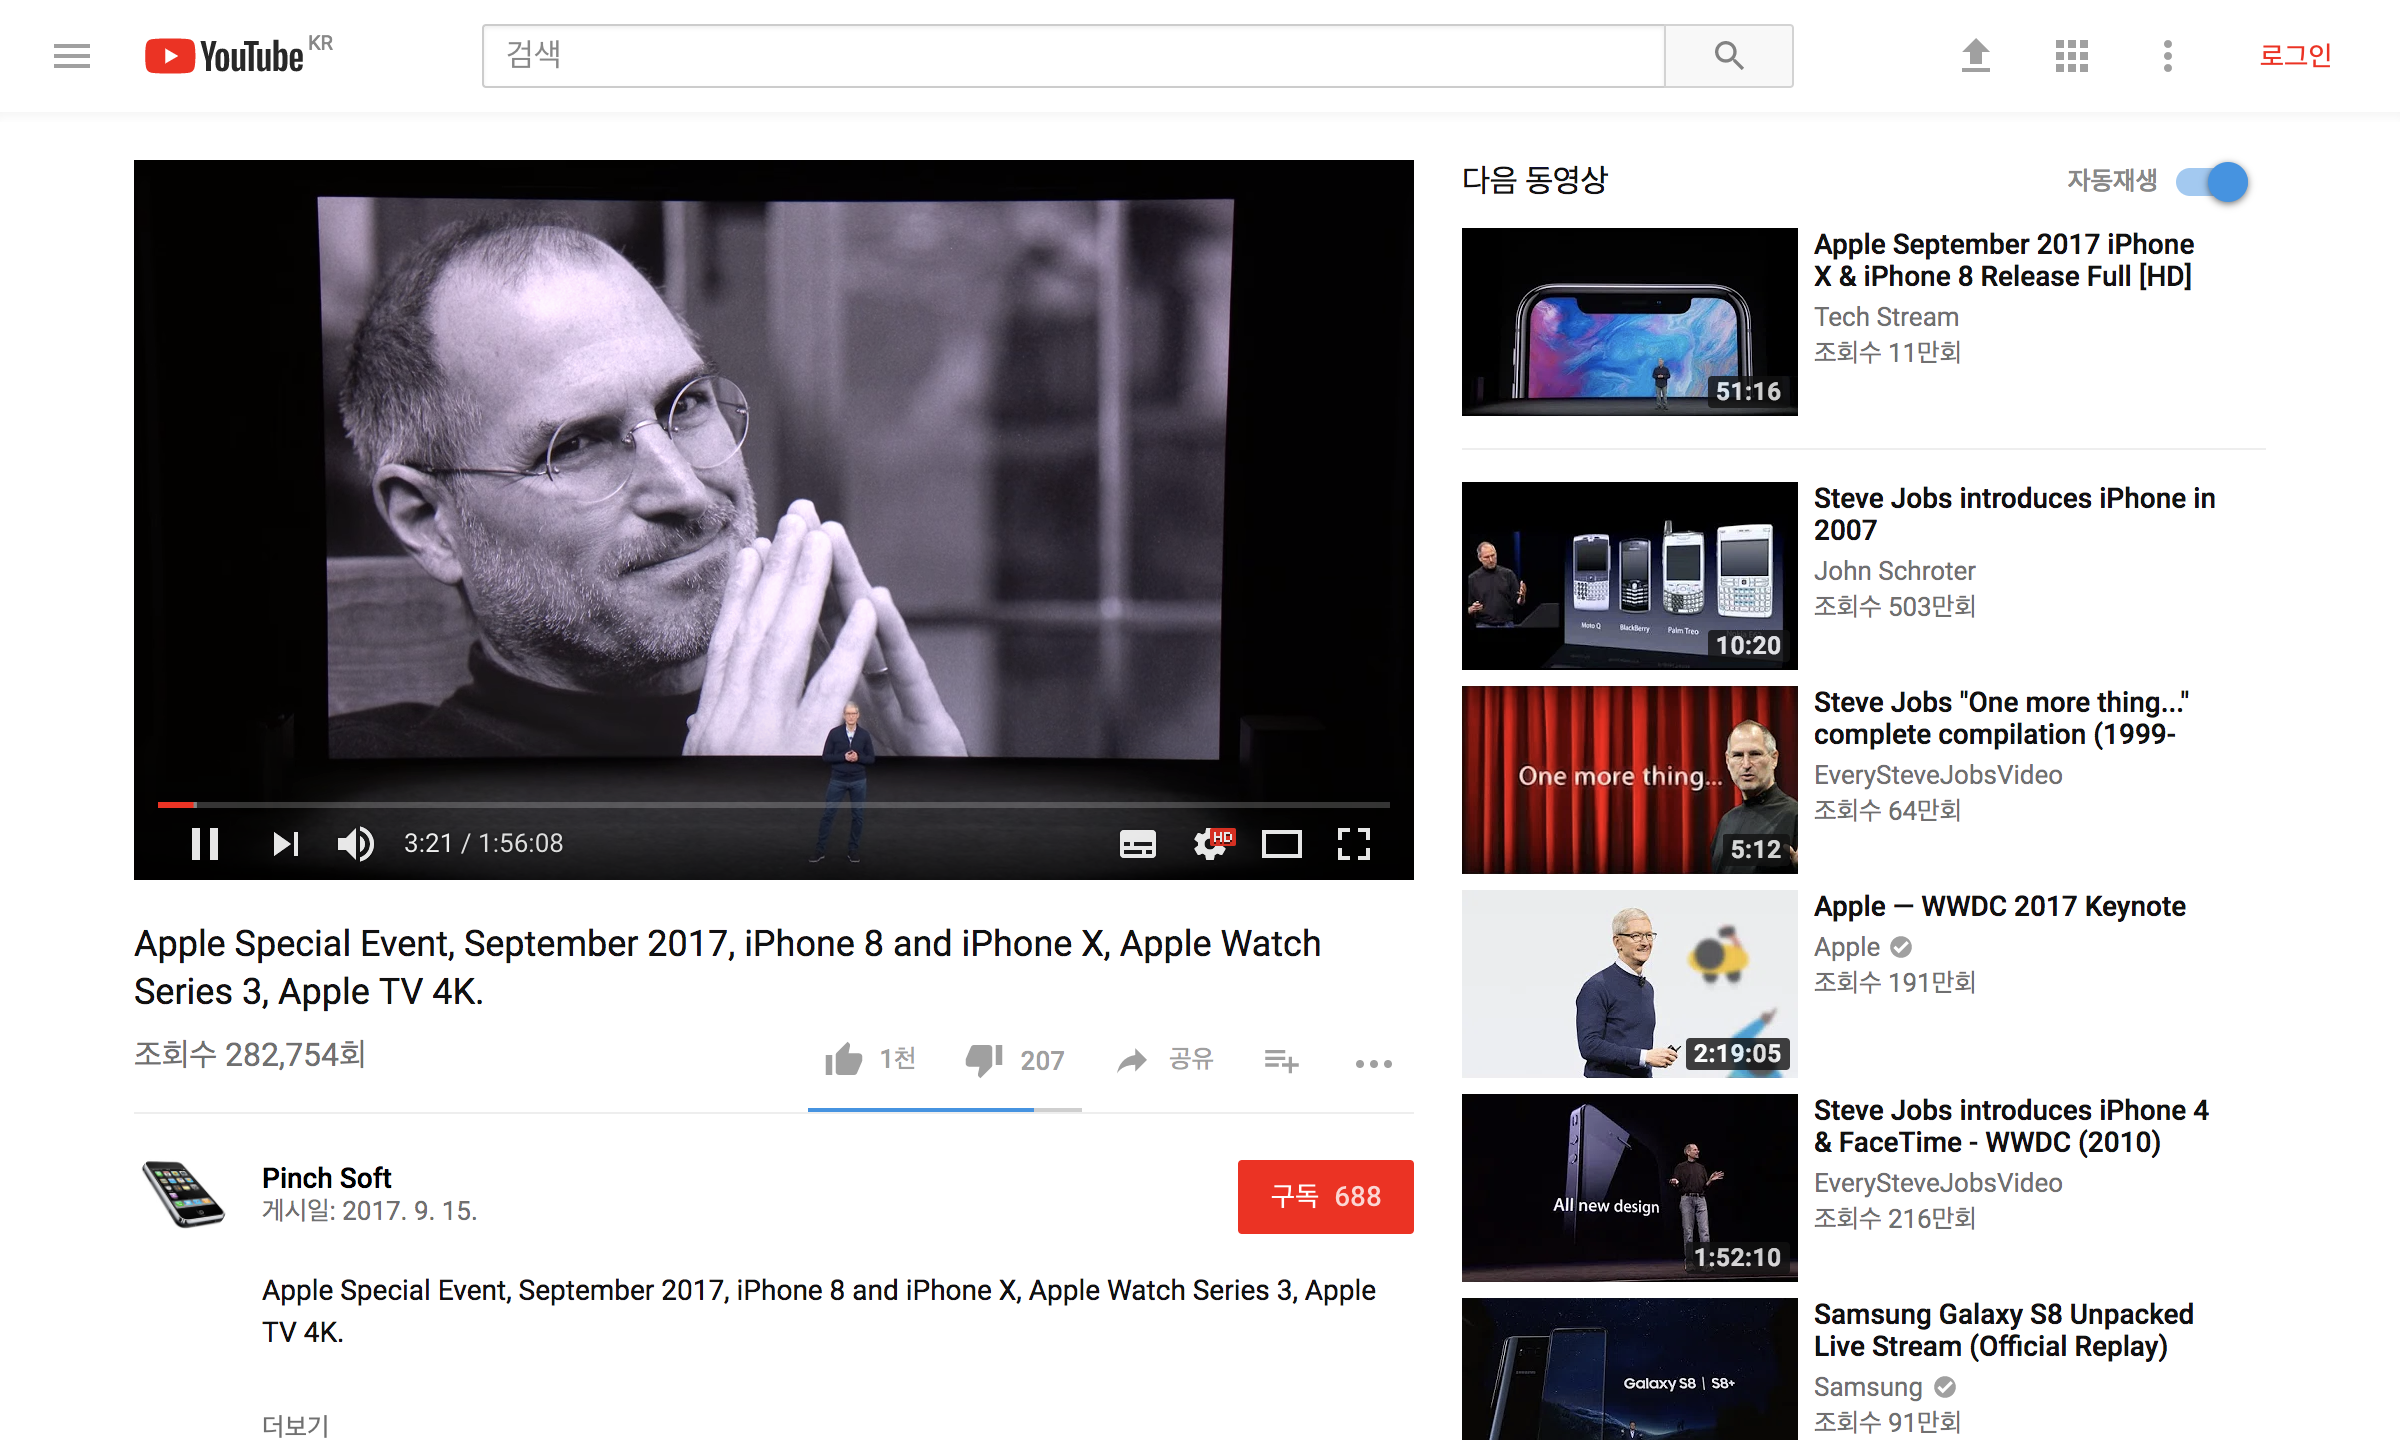 YouTube KR
검색
로그인
3:21 / 1:56:08
HD
Apple Special Event, September 2017, iPhone 8 and iPhone X, Apple Watch
Series 3, Apple TV 4K.
조회수 282,754회
1천
207
공유
Pinch Soft
게시일: 2017. 9. 15.
구독 688
Apple Special Event, September 2017, iPhone 8 and iPhone X, Apple Watch Series 3, Apple
TV 4K.
더보기
다음 동영상
자동재생
51:16
Apple September 2017 iPhone
X & iPhone 8 Release Full [HD]
Tech Stream
조회수 11만회
Moto Q
BlackBerry
Palm Treo
10:20
Steve Jobs introduces iPhone in
2007
John Schroter
조회수 503만회
One more thing...
5:12
Steve Jobs "One more thing..."
complete compilation (1999-
EverySteveJobsVideo
조회수 64만회
2:19:05
Apple — WWDC 2017 Keynote
Apple
조회수 191만회
All new design
1:52:10
Steve Jobs introduces iPhone 4
& FaceTime - WWDC (2010)
EverySteveJobsVideo
조회수 216만회
Galaxy S8 | S8+
Samsung Galaxy S8 Unpacked
Live Stream (Official Replay)
Samsung
조회수 91만회